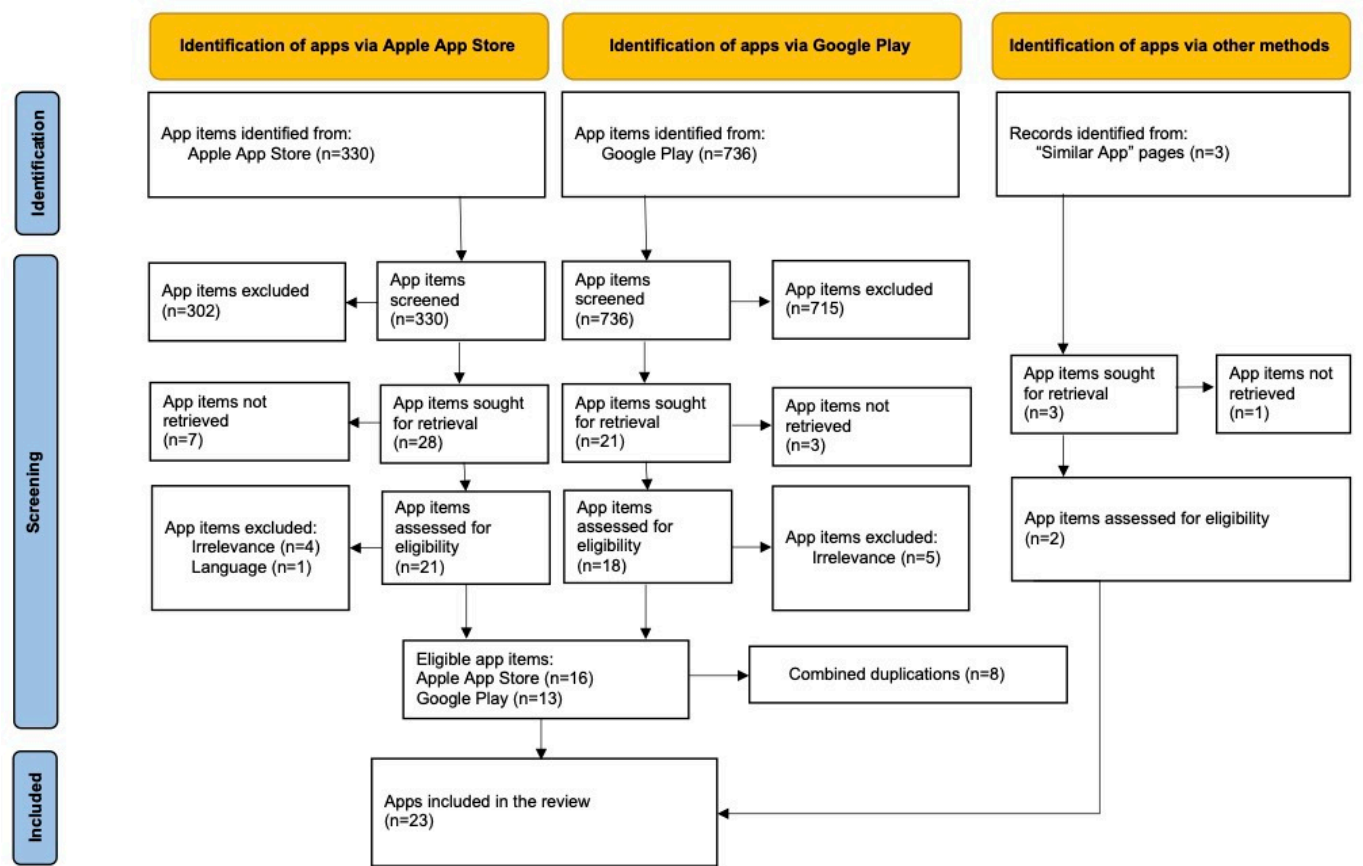 Identification of apps via Apple App Store
Identification of apps via Google Play
Identification of apps via other methods
Identification
App items identified from:
Apple App Store (n=330)
App items identified from:
Google Play (n=736)
Records identified from:
“Similar App” pages (n=3)
Screening
App items excluded
(n=302)
App items
screened
(n=330)
App items
screened
(n=736)
App items excluded
(n=715)
App items not
retrieved
(n=7)
App items sought
for retrieval
(n=28)
App items sought
for retrieval
(n=21)
App items not
retrieved
(n=3)
App items sought
for retrieval
(n=3)
App items not
retrieved
(n=1)
App items excluded:
Irrelevance (n=4)
Language (n=1)
App items
assessed for
eligibility
(n=21)
App items
assessed for
eligibility
(n=18)
App items excluded:
Irrelevance (n=5)
App items assessed for eligibility
(n=2)
Eligible app items:
Apple App Store (n=16)
Google Play (n=13)
Combined duplications (n=8)
Included
Apps included in the review
(n=23)